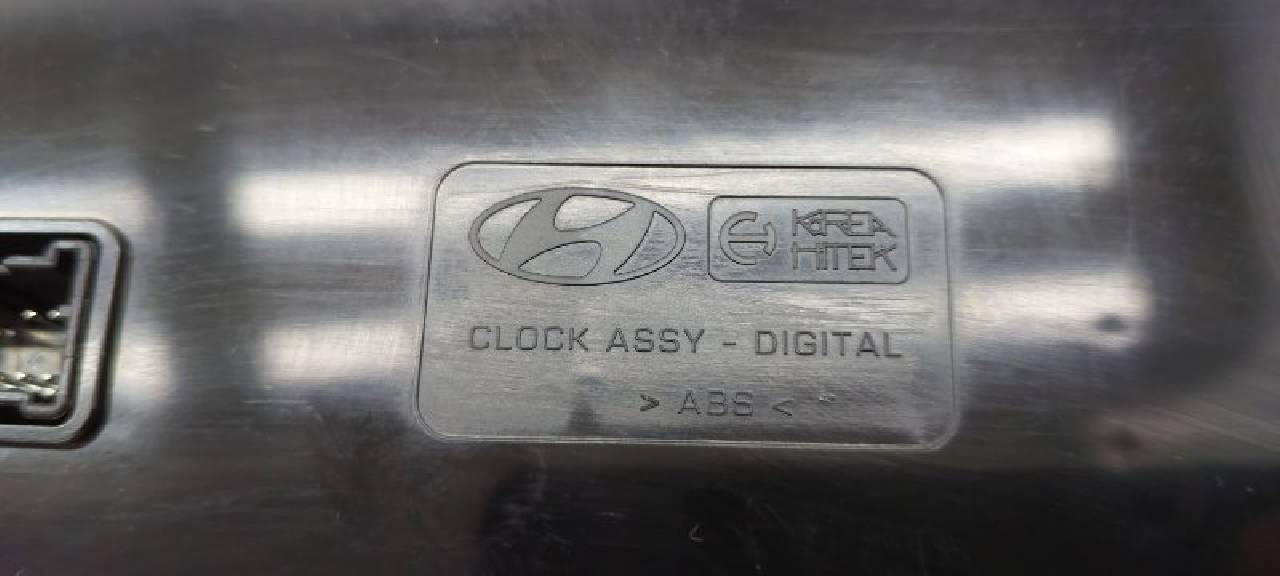 KOREA
HITEK
CLOCK ASSY - DIGITAL
> ABS <